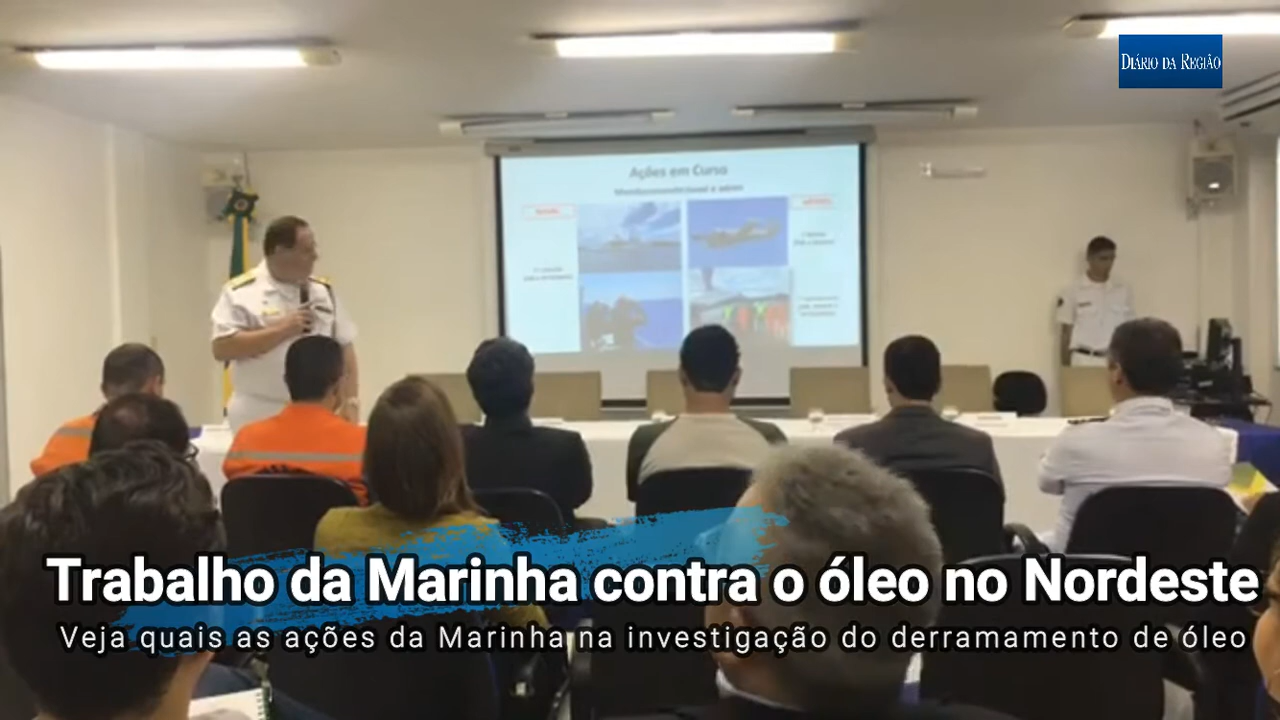 DIÁRIO DA REGIÃO
Ações em Curso
Trabalho da Marinha contra o óleo no Nordeste
Veja quais as ações da Marinha na investigação do derramamento de óleo